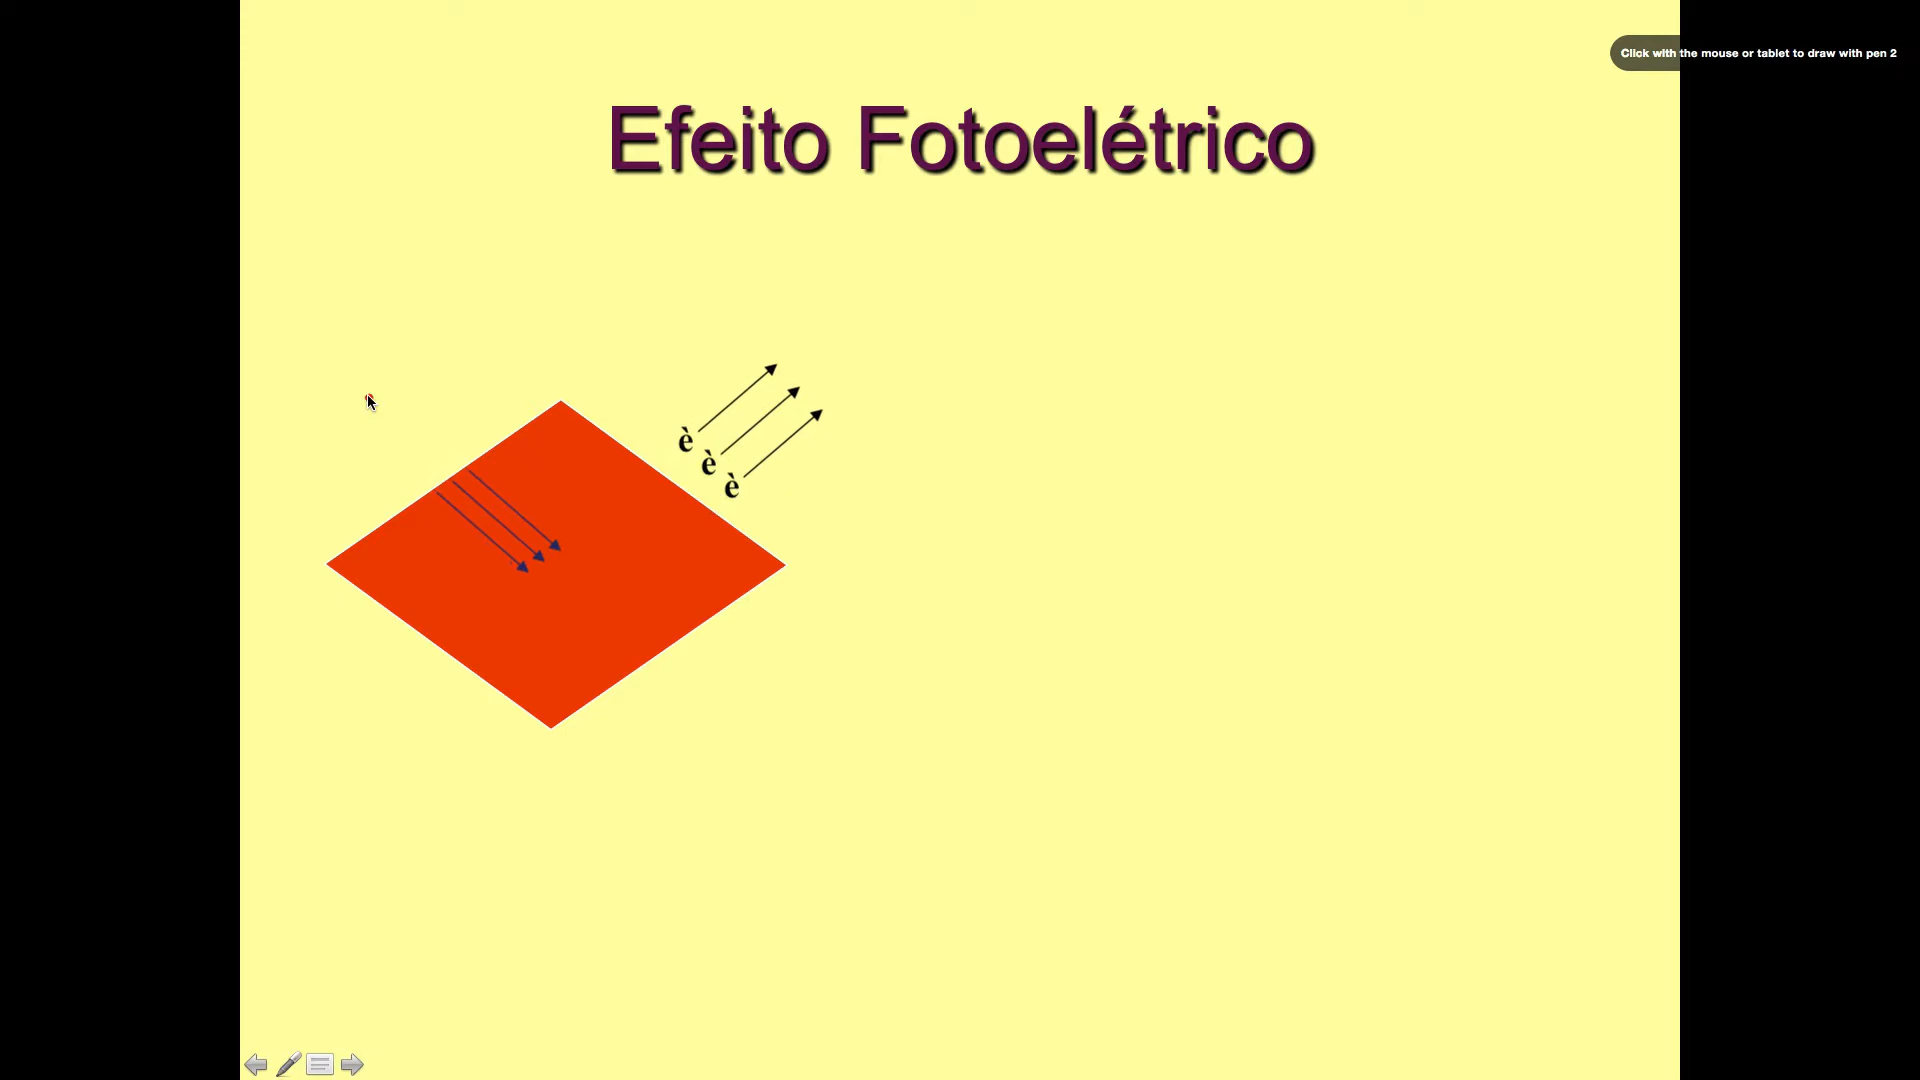 Click with the mouse or tablet to draw with pen 2
Efeito Fotoelétrico
è
è
è